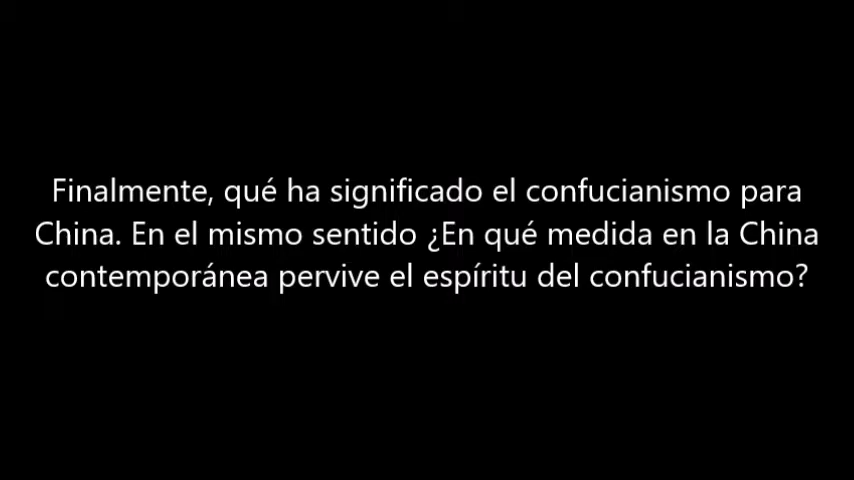 Finalmente, qué ha significado el confucianismo para
China. En el mismo sentido ¿En qué medida en la China
contemporánea pervive el espíritu del confucianismo?